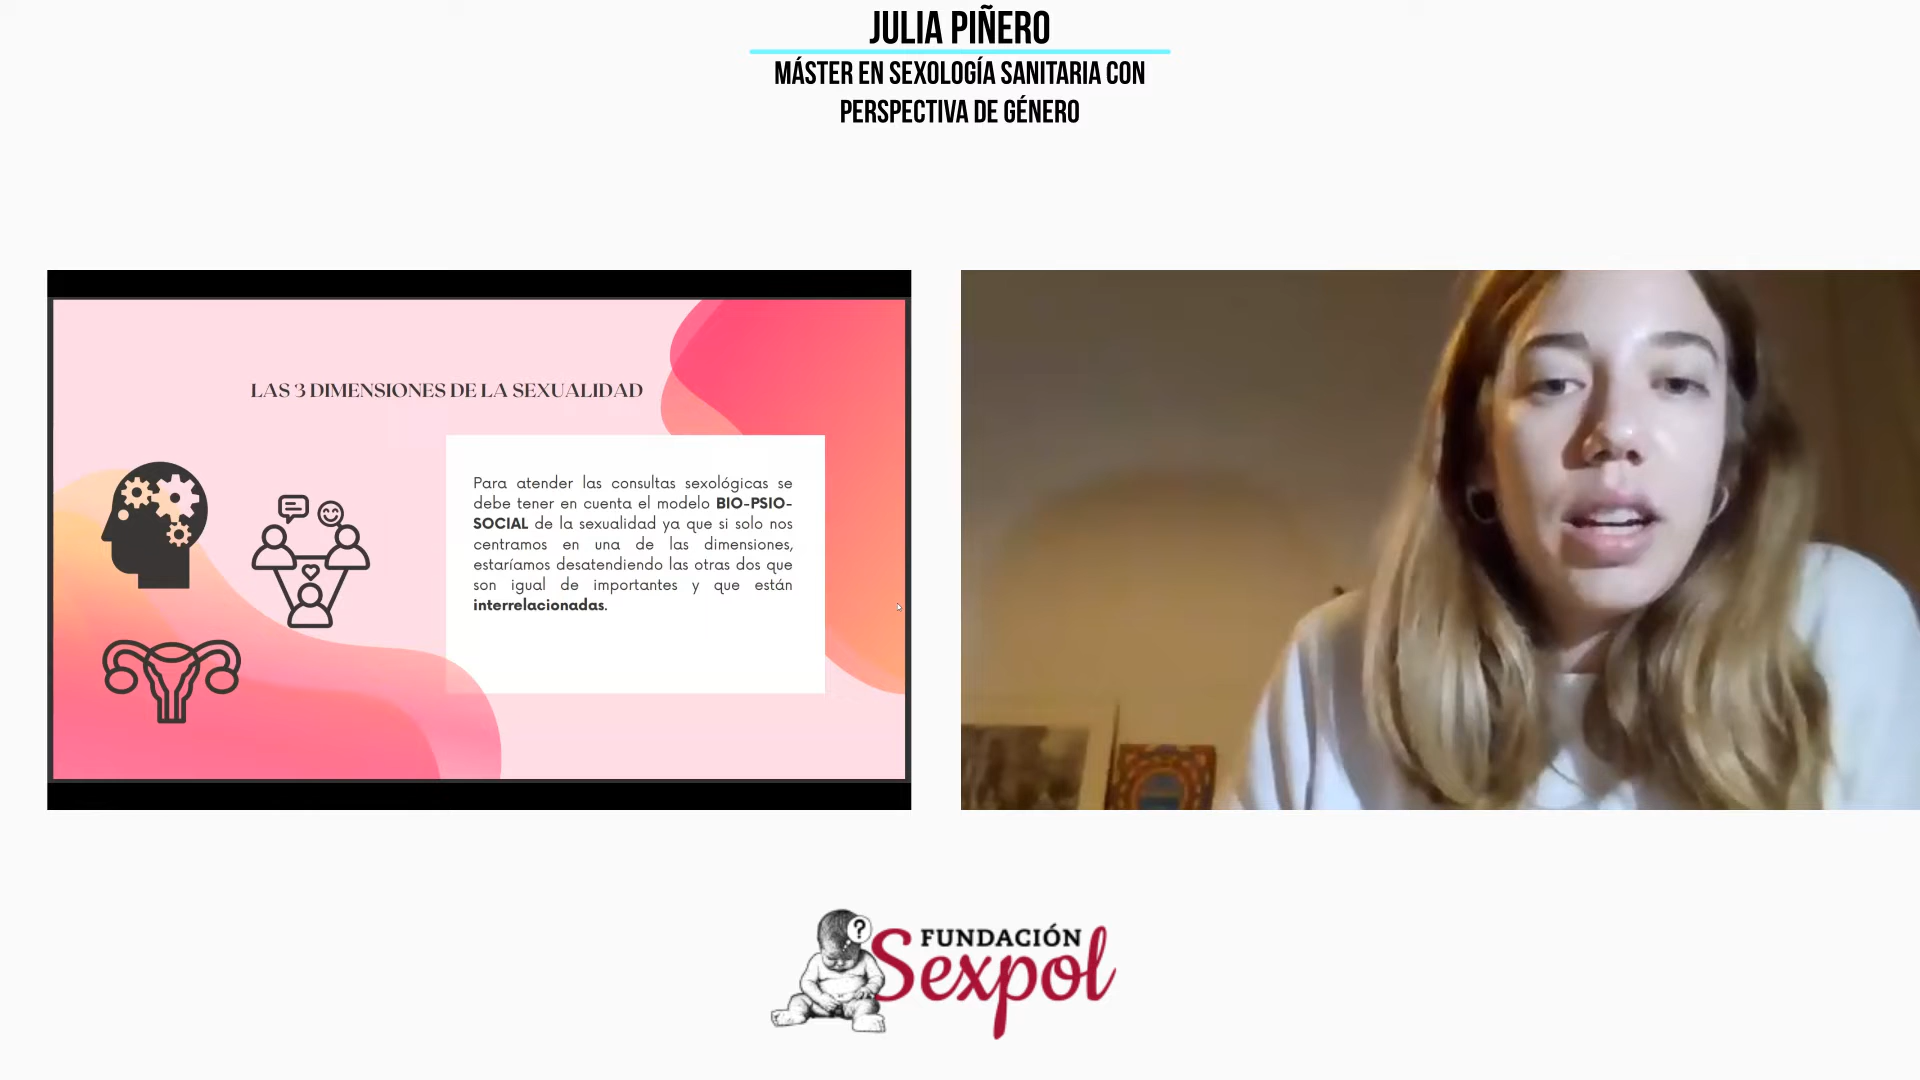 JULIA PIÑERO
MÁSTER EN SEXOLOGÍA SANITARIA CON
PERSPECTIVA DE GÉNERO
LAS 3 DIMENSIONES DE LA SEXUALIDAD
Para atender las consultas sexológicas se
debe tener en cuenta el modelo BIO-PSIO-
SOCIAL de la sexualidad ya que si solo nos
centramos en una de las dimensiones,
estaríamos desatendiendo las otras dos que
son igual de importantes y que están
interrelacionadas.
?
FUNDACIÓN
Sexpol